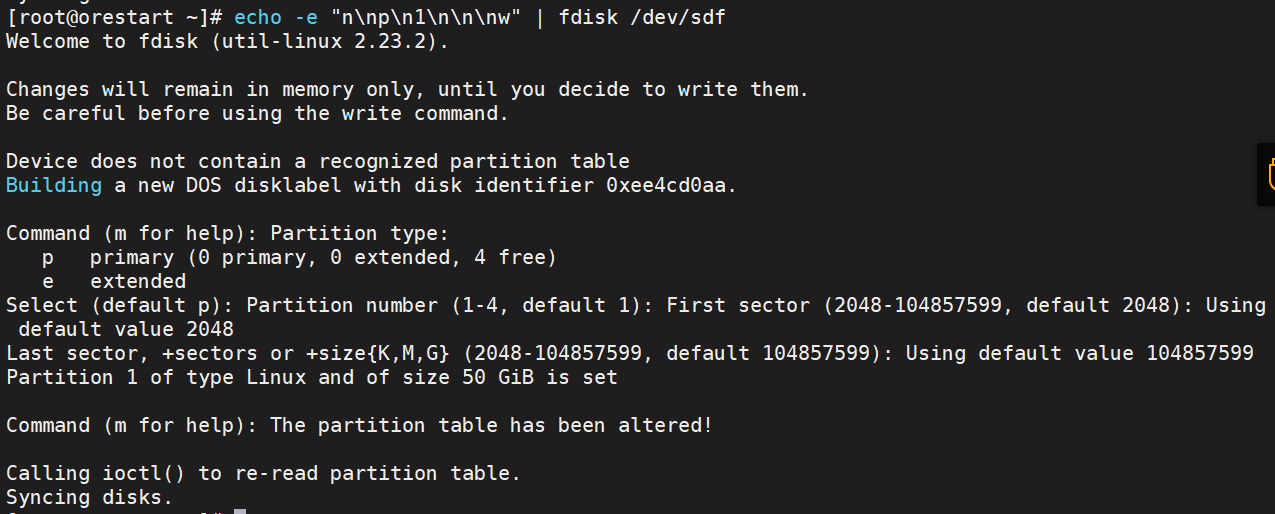 [root@orestart ~]# echo -e "n\np\n1\n\n\nw" | fdisk /dev/sdf
Welcome to fdisk (util-linux 2.23.2).
Changes will remain in memory only, until you decide to write them.
Be careful before using the write command.
Device does not contain a recognized partition table
Building a new DOS disklabel with disk identifier 0xee4cd0aa.
Command (m for help): Partition type:
   p   primary (0 primary, 0 extended, 4 free)
   e   extended
Select (default p): Partition number (1-4, default 1): First sector (2048-104857599, default 2048): Using
 default value 2048
Last sector, +sectors or +size{K,M,G} (2048-104857599, default 104857599): Using default value 104857599
Partition 1 of type Linux and of size 50 GiB is set
Command (m for help): The partition table has been altered!
Calling ioctl() to re-read partition table.
Syncing disks.